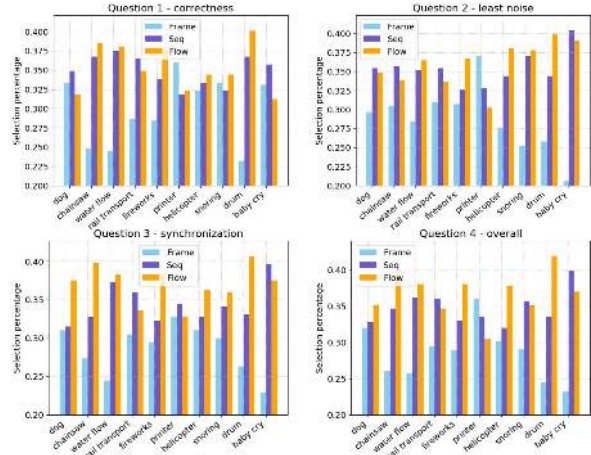 Question 1 - correctness
Selection percentage
0.400
0.375
0.350
0.325
0.300
0.275
0.250
0.225
0.200
Frame
Seq
Flow
dog
chainsaw
water flow
rail transport
fireworks
printer
helicopter
snoring
drum
baby cry
Question 2 - least noise
Selection percentage
0.400
0.375
0.350
0.325
0.300
0.275
0.250
0.225
0.200
Frame
Seq
Flow
dog
chainsaw
water flow
rail transport
fireworks
printer
helicopter
snoring
drum
baby cry
Question 3 - synchronization
Selection percentage
0.40
0.35
0.30
0.25
0.20
Frame
Seq
Flow
dog
chainsaw
water flow
rail transport
fireworks
printer
helicopter
snoring
drum
baby cry
Question 4 - overall
Selection percentage
0.40
0.35
0.30
0.25
0.20
Frame
Seq
Flow
dog
chainsaw
water flow
rail transport
fireworks
printer
helicopter
snoring
drum
baby cry